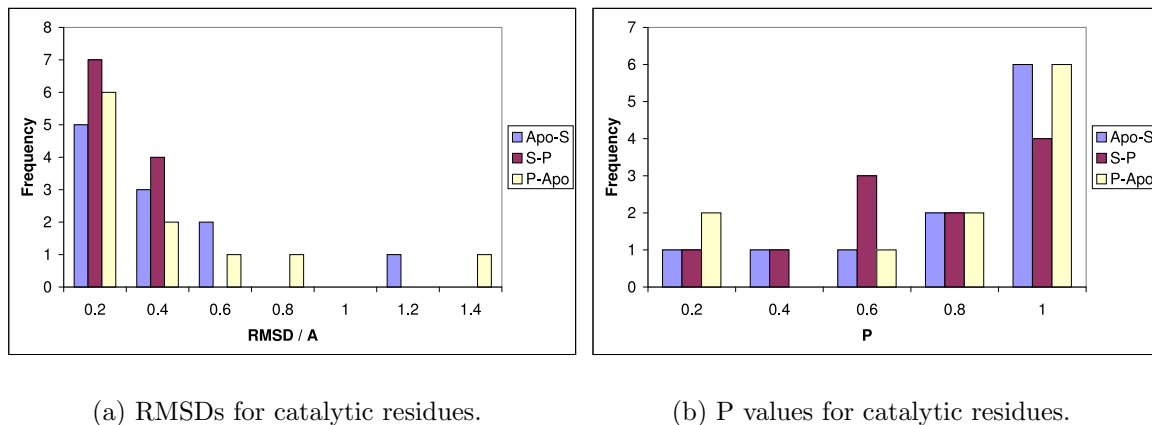 8
7
6
5
4
3
2
1
0
Frequency
0.2 0.4 0.6 0.8 1 1.2 1.4
RMSD / A
Apo-S
S-P
P-Apo
(a) RMSDs for catalytic residues.
7
6
5
4
3
2
1
0
Frequency
0.2 0.4 0.6 0.8 1
P
Apo-S
S-P
P-Apo
(b) P values for catalytic residues.